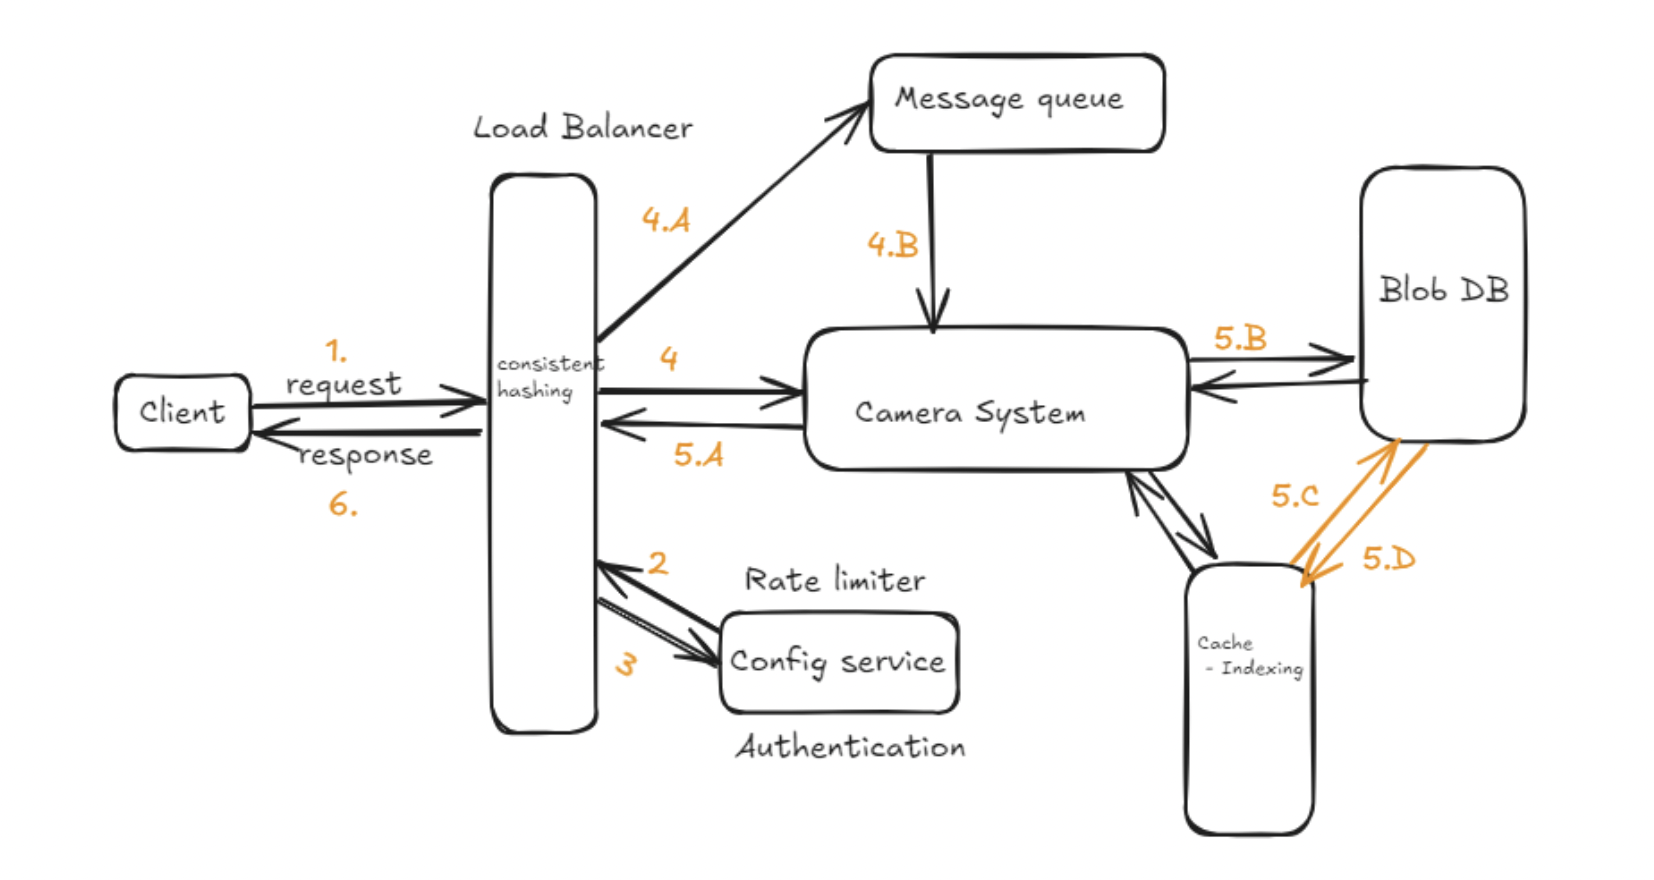 Message queue
Load Balancer
4.A
4.B
Blob DB
1.
request
consistent
hashing
4
5.B
Client
Camera System
response
5.A
6.
5.C
5.D
2
Rate limiter
3
Config service
Cache
- Indexing
Authentication